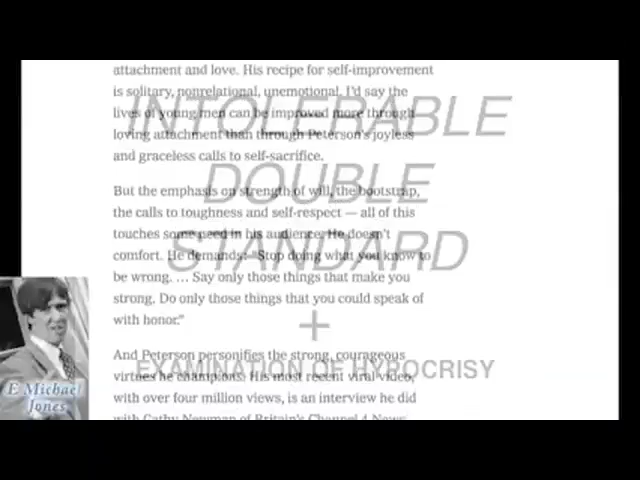 attachment and love. His recipe for self-improvement
is solitary, nonrelational, unemotional. I'd say the
lives of young men can be improved more through
loving attachment than through Peterson's joyless
and graceless calls to self-sacrifice.
But the emphasis on strength of will, the bootstrap,
the calls to toughness and self-respect — all of this
touches some need in his audience. He doesn't
comfort. He demands: "Stop doing what you know to
be wrong. … Say only those things that make you
strong. Do only those things that you could speak of
with honor."
And Peterson personifies the strong, courageous
virtues he champions. His most recent viral video,
with over four million views, is an interview he did
with Cathy Newman of Britain's Channel 4 News.
INTOLERABLE
DOUBLE
STANDARD
+
EXAMINATION OF HYPOCRISY
E Michael
Jones